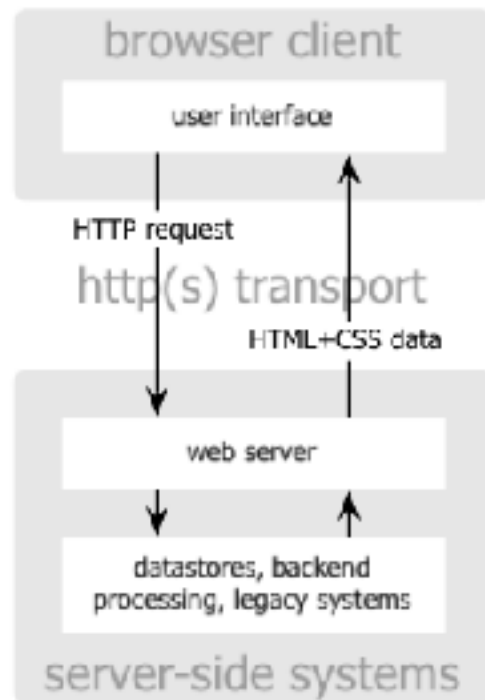 browser client
user interface
HTTP request
http(s) transport
HTML+CSS data
web server
datastores, backend
processing, legacy systems
server-side systems